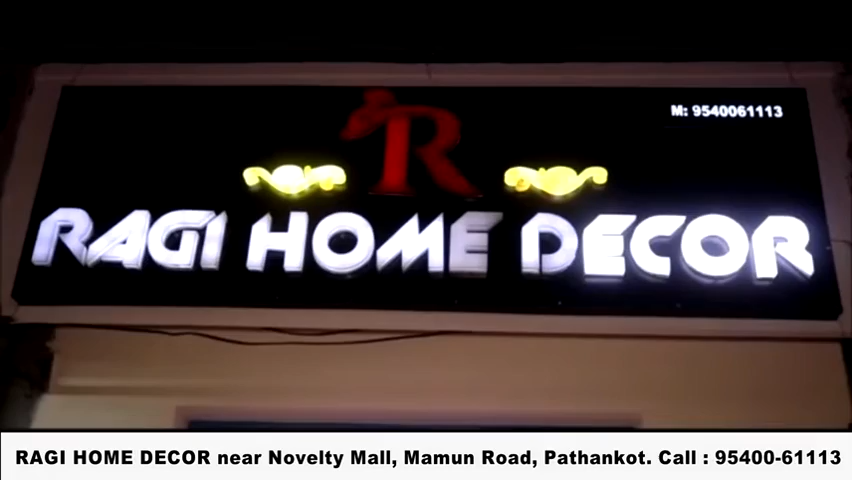 R
M: 9540061113
RAGI HOME DECOR
RAGI HOME DECOR near Novelty Mall, Mamun Road, Pathankot. Call : 95400-61113